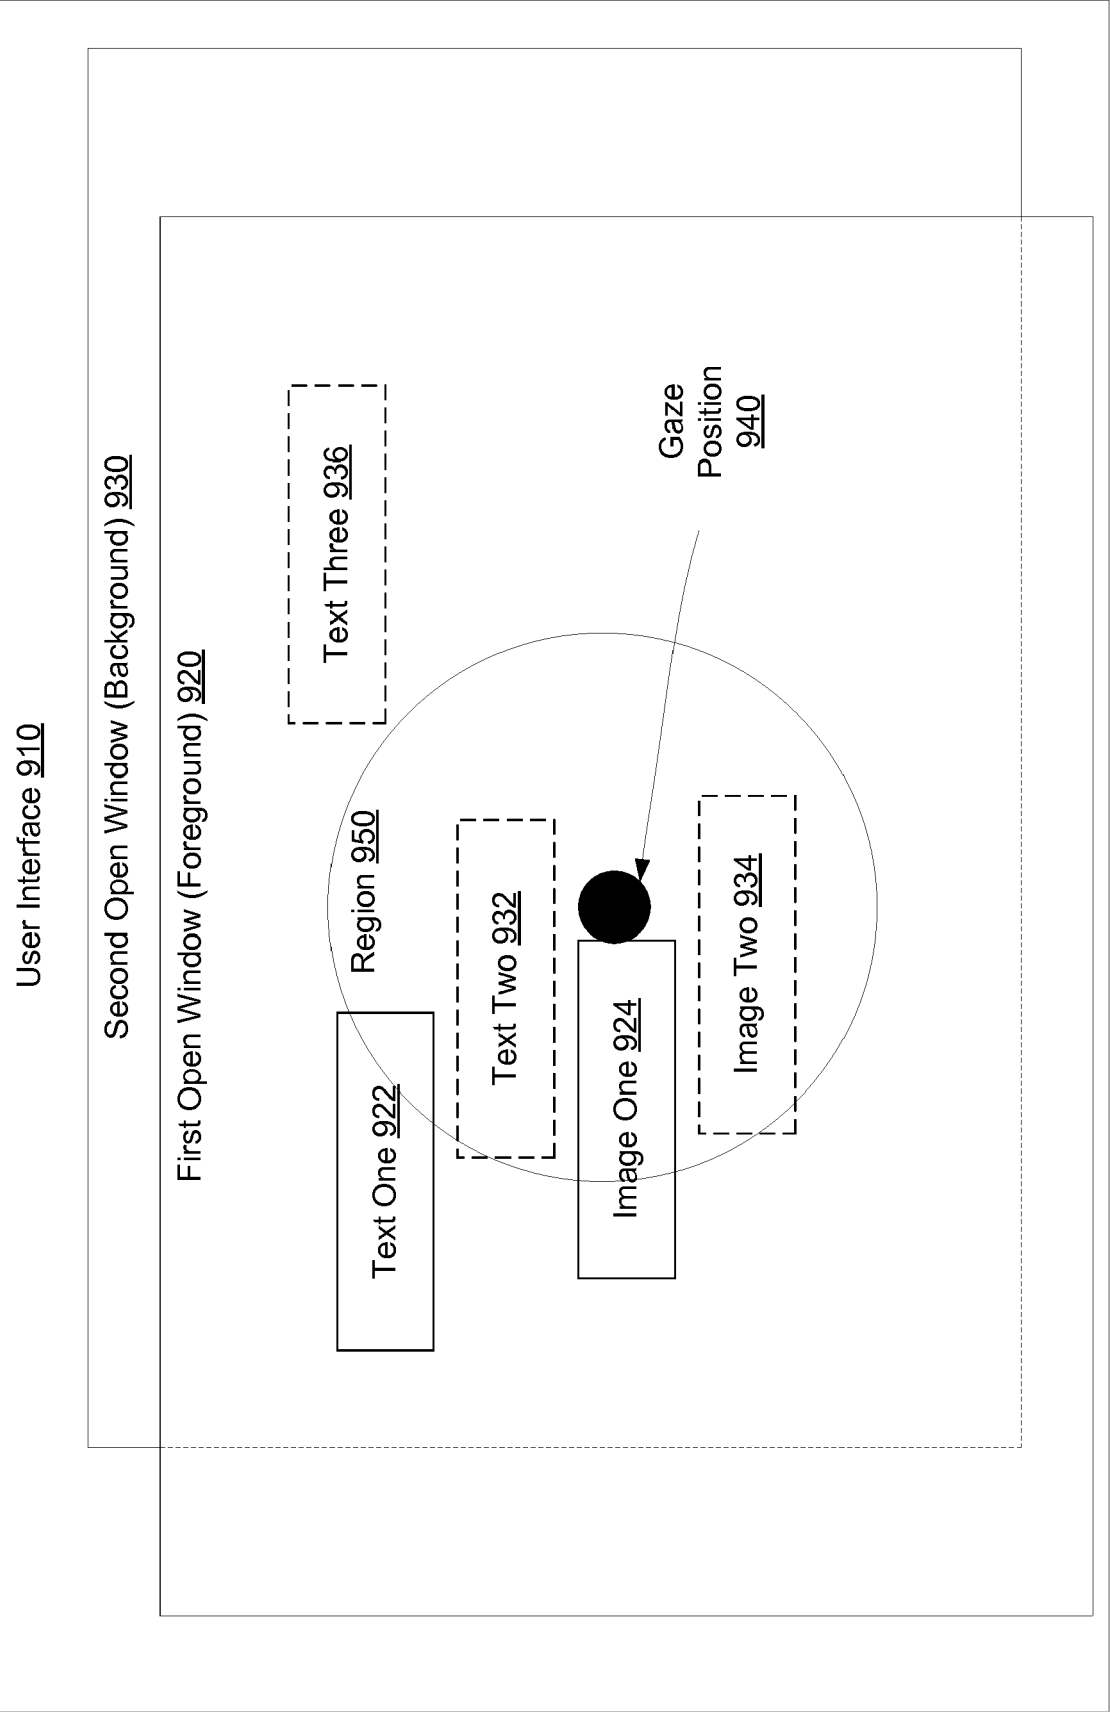 User Interface 910
Second Open Window (Background) 930
First Open Window (Foreground) 920
Text Three 936
Region 950
Text One 922
Text Two 932
Image One 924
Gaze
Position
940
Image Two 934